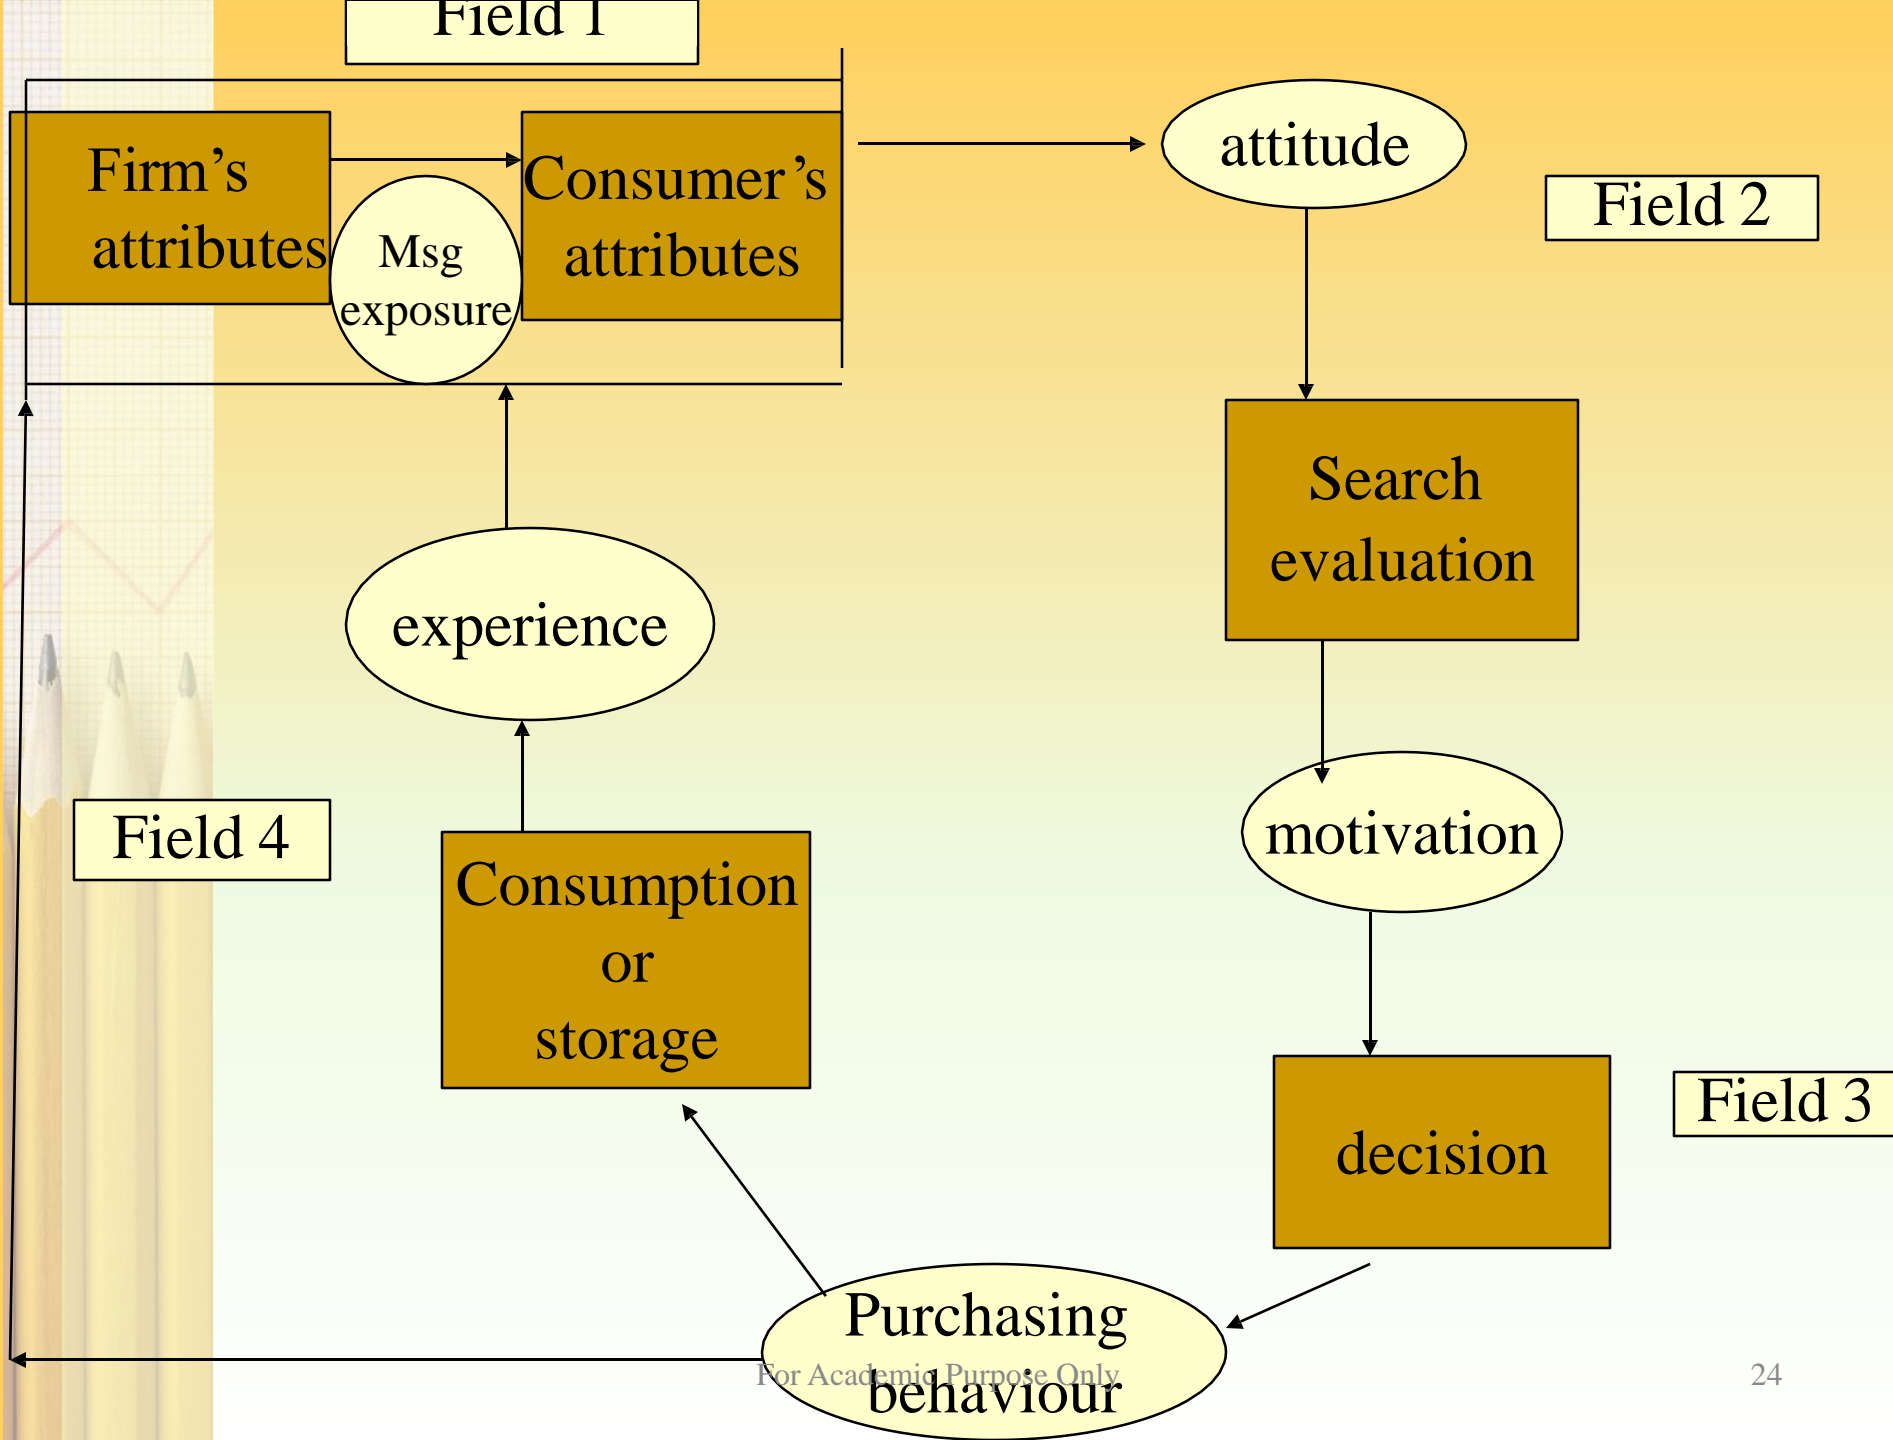 Field 1
Firm's
attributes
Msg
exposure
Consumer's
attributes
attitude
Field 2
Search
evaluation
motivation
decision
Field 3
Purchasing
behaviour
Consumption
or
storage
experience
Field 4
For Academic Purpose Only
24